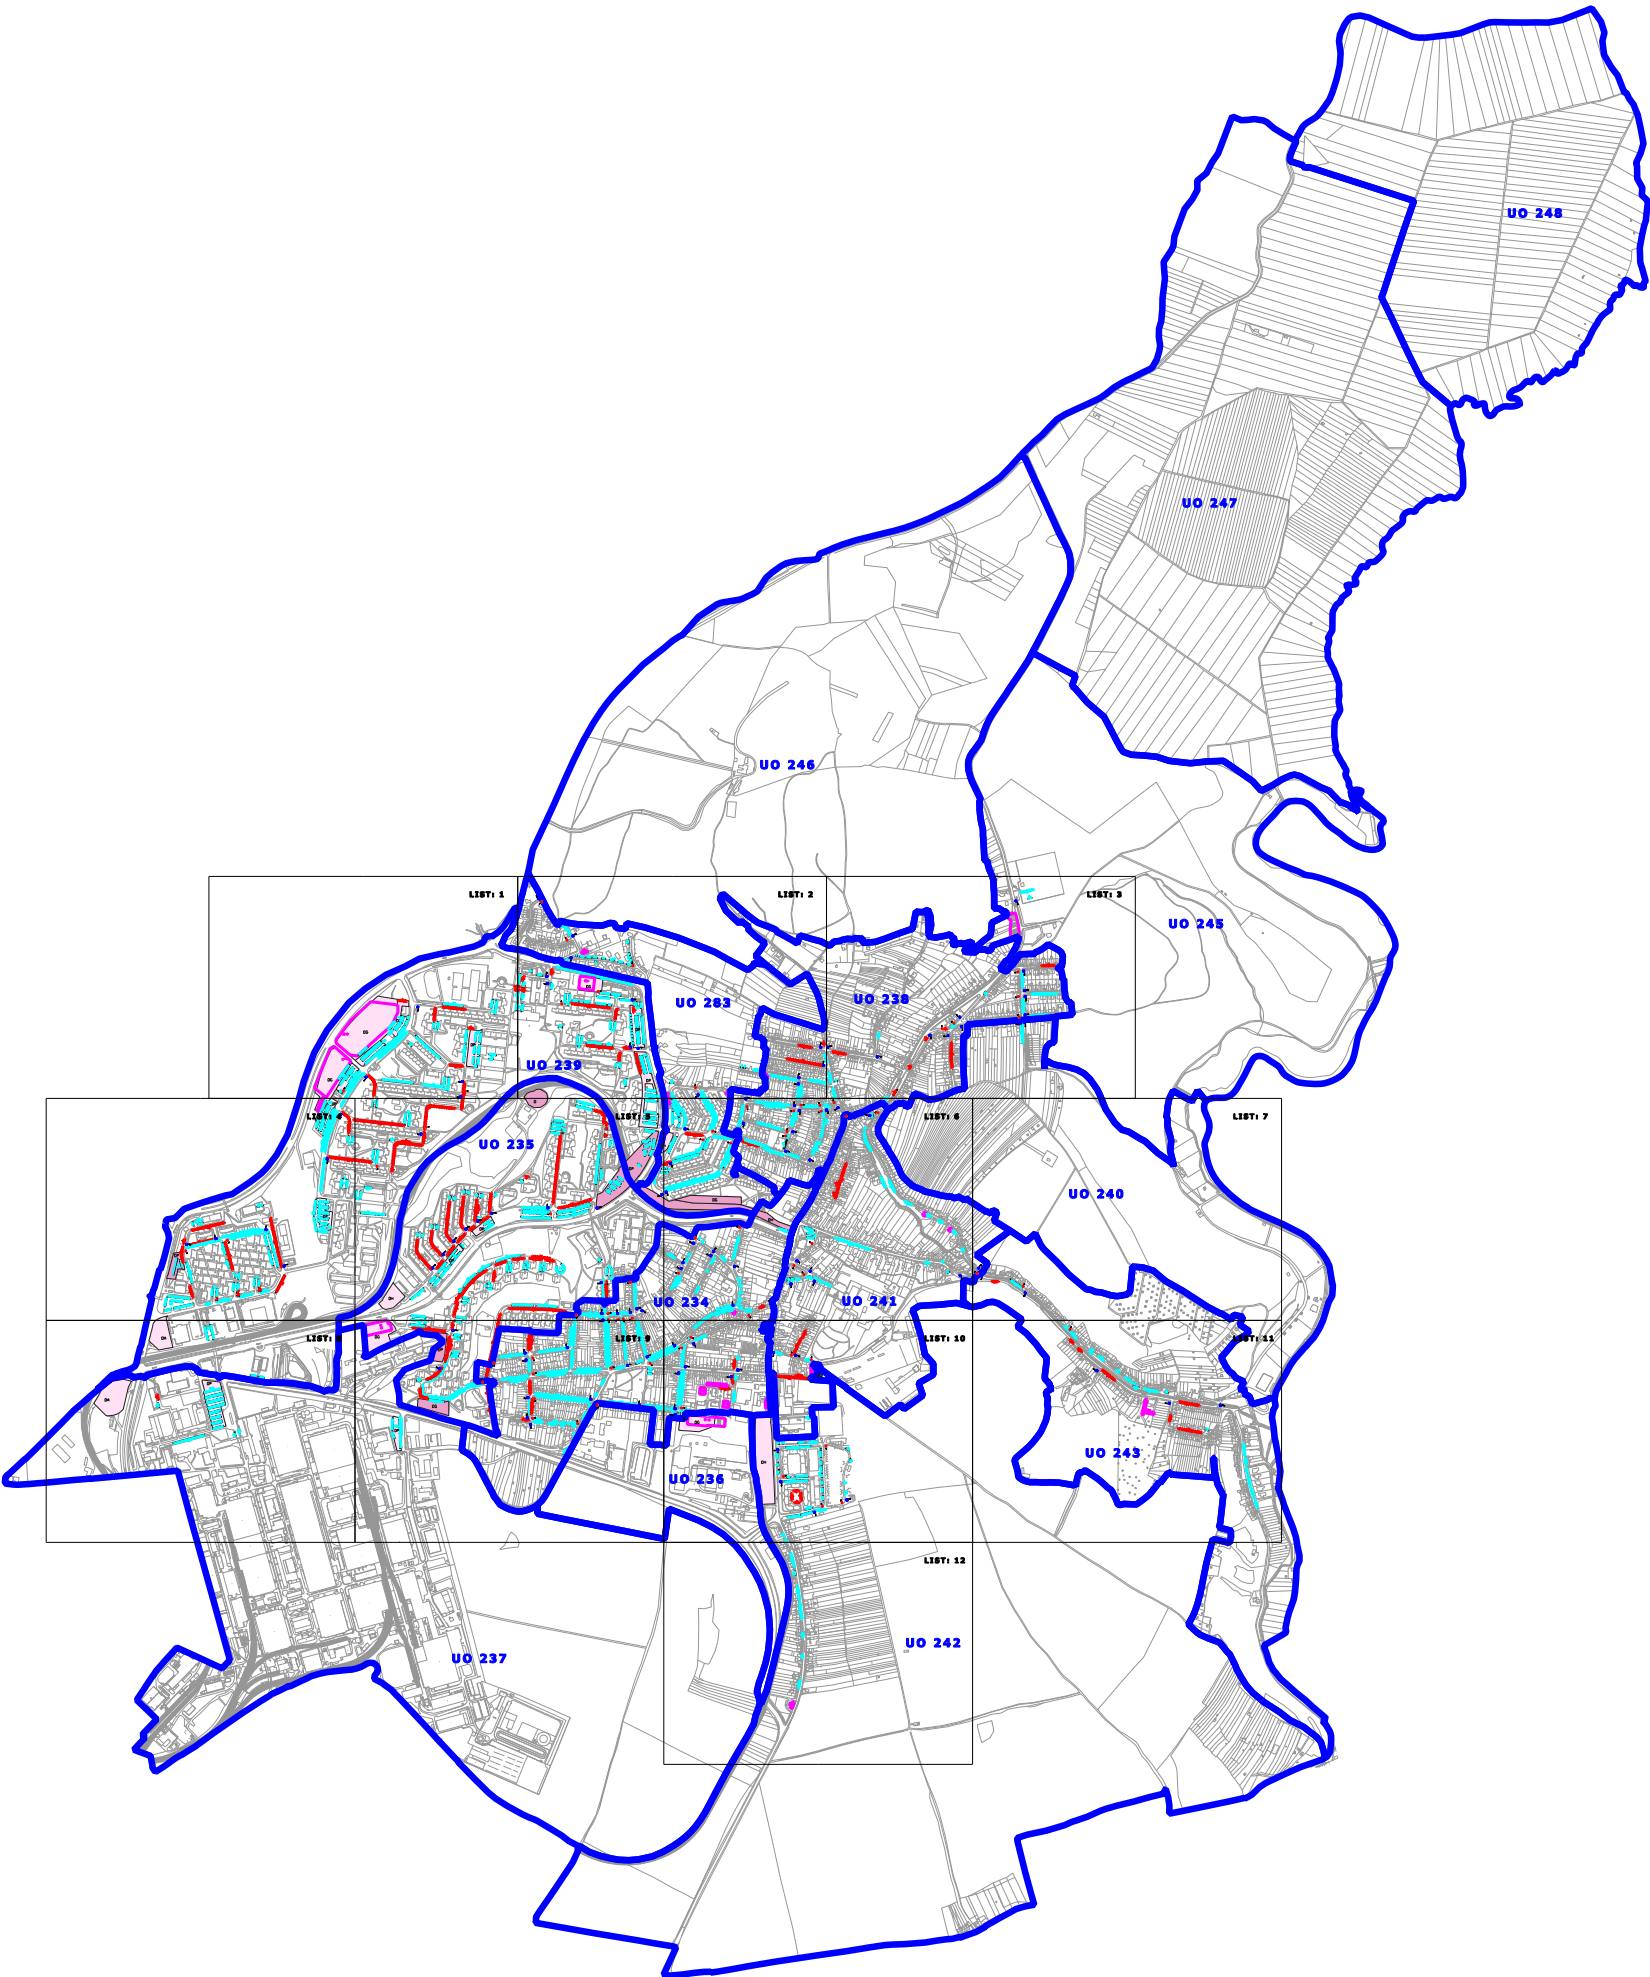 UO 248
UO 247
UO 246
LIST: 1
LIST: 2
LIST: 3
UO 245
UO 283
UO 238
UO 239
LIST: 4
LIST: 5
LIST: 6
LIST: 7
UO 235
UO 240
UO 234
UO 241
LIST: 8
LIST: 9
LIST: 10
LIST: 11
UO 243
UO 236
LIST: 12
UO 242
UO 237